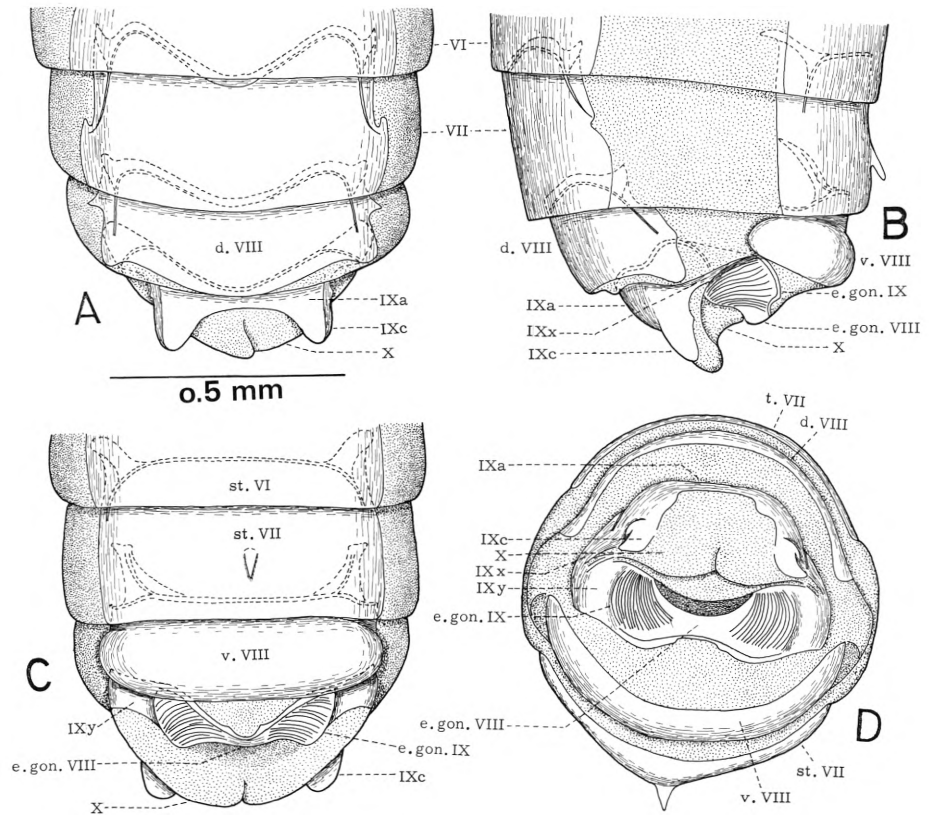 VI
VII
d. VIII
A
IXa
IXc
X
0.5 mm
B
d. VIII
v. VIII
e. gon. IX
IXa
IXx
e. gon. VIII
IXc
X
st. VI
st. VII
C
v. VIII
IXy
e. gon. IX
e. gon. VIII
IXc
X
t. VII
d. VIII
IXa
IXc
X
IXx
IXy
e. gon. IX
e. gon. VIII
D
st. VII
v. VIII